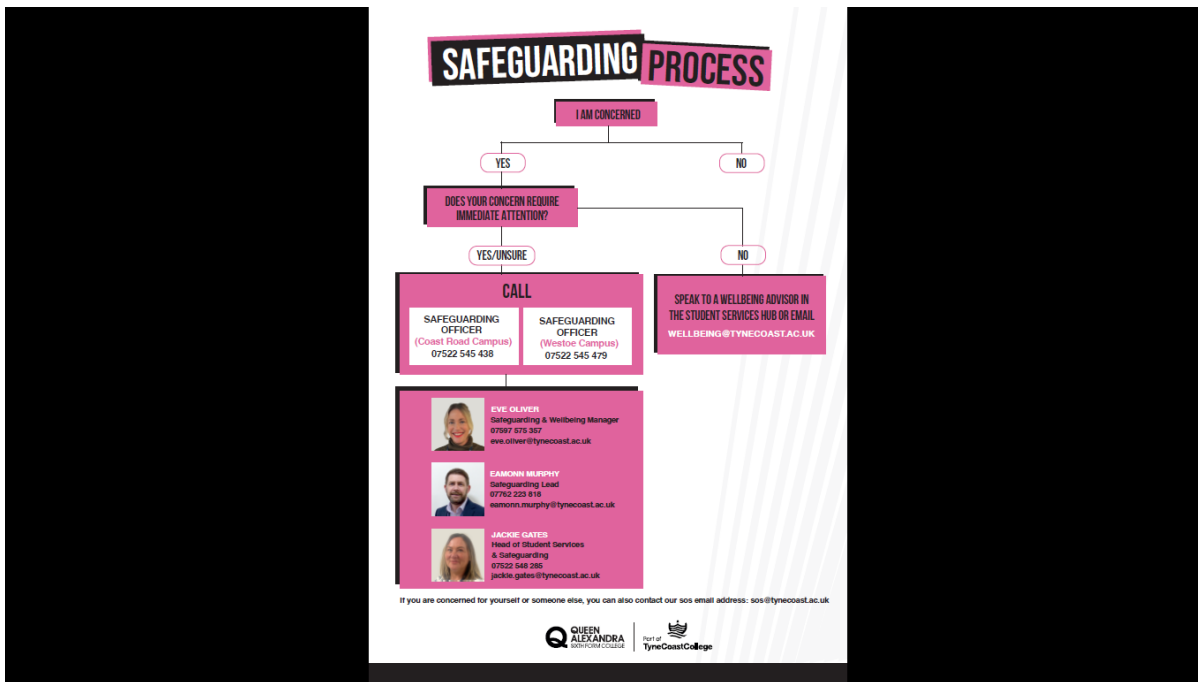 SAFEGUARDING PROCESS
I AM CONCERNED
YES
NO
DOES YOUR CONCERN REQUIRE
IMMEDIATE ATTENTION?
YES/UNSURE
NO
CALL
SAFEGUARDING
OFFICER
(Coast Road Campus)
07522 545 438
SAFEGUARDING
OFFICER
(Westoe Campus)
07522 545 479
SPEAK TO A WELLBEING ADVISOR IN
THE STUDENT SERVICES HUB OR EMAIL
WELLBEING@TYNECOAST.AC.UK
EVE OLIVER
Safeguarding & Wellbeing Manager
07597 575 357
eve.oliver@tynecoast.ac.uk
EAMONN MURPHY
Safeguarding Lead
07762 223 818
eamonn.murphy@tynecoast.ac.uk
JACKIE GATES
Head of Student Services
& Safeguarding
07522 548 285
jackie.gates@tynecoast.ac.uk
If you are concerned for yourself or someone else, you can also contact our sos email address: sos@tynecoast.ac.uk
QUEEN
ALEXANDRA
SIXTH FORM COLLEGE
Part of
TyneCoastCollege